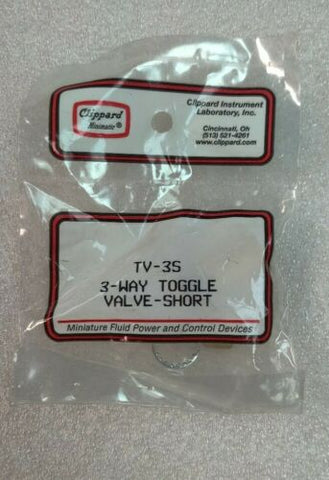 Clippard
Minimatic®
Clippard Instrument
Laboratory, Inc.
Cincinnati, Oh
(513) 521-4261
www.clippard.com
TV-3S
3-WAY TOGGLE
VALVE-SHORT
Miniature Fluid Power and Control Devices